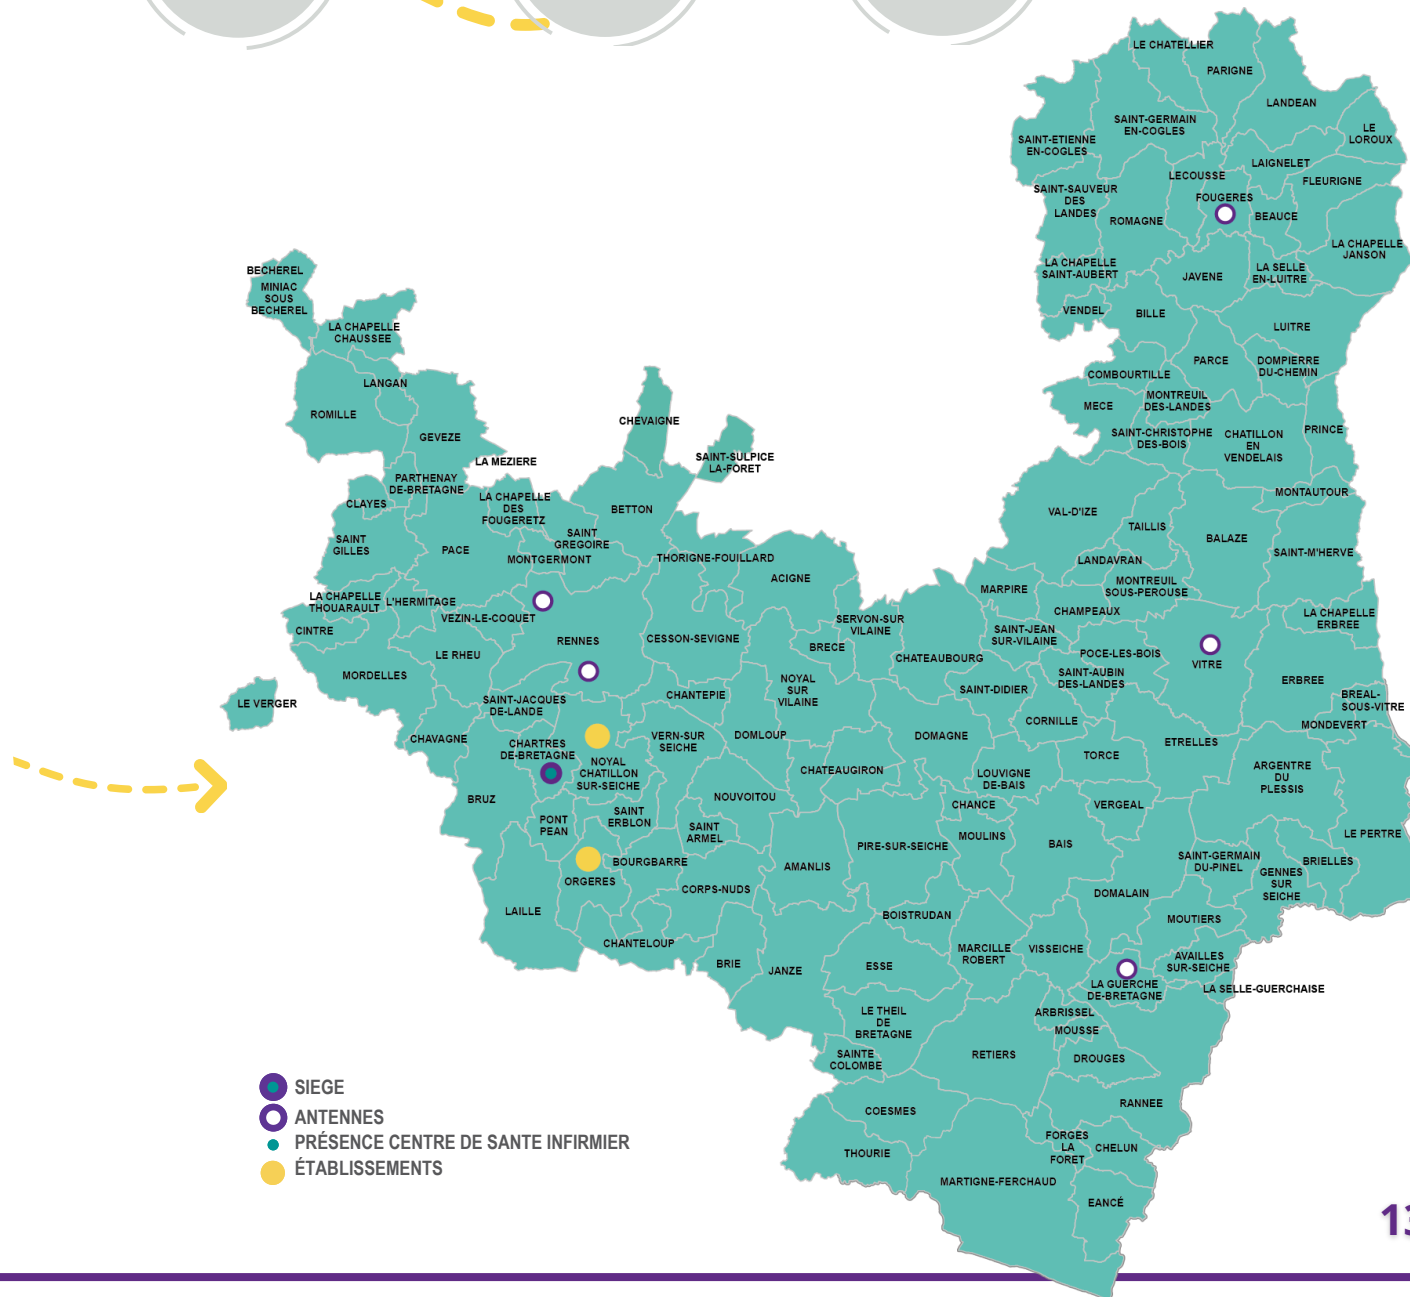 LE CHATELLIER
PARIGNE
LANDEAN
SAINT-GERMAIN
EN-COGLES
LE
LOROUX
SAINT-ETIENNE
EN-COGLES
LAIGNELET
LECOUSSE
FLEURIGNE
SAINT-SAUVEUR
DES
LANDES
FOUGERES
BEAUCE
ROMAGNE
LA CHAPELLE
JANSON
LA CHAPELLE
SAINT-AUBERT
JAVENE
LA SELLE
EN-LUITRE
BECHEREL
MINIAC
SOUS
BECHEREL
VENDEL
BILLE
LUITRE
LA CHAPELLE
CHAUSSEE
PARCE
DOMPIERRE
DU-CHEMIN
COMBOURTILLE
LANGAN
MONTREUIL
DES-LANDES
MECE
ROMILLE
CHEVAIGNE
SAINT-CHRISTOPHE
DES-BOIS
CHATILLON
EN
VENDELAIS
PRINCE
GEVEZE
LA MEZIERE
SAINT-SULPICE
LA-FORET
PARTHENAY
DE-BRETAGNE
MONTAUTOUR
CLAYES
LA CHAPELLE
DES
FOUGERETZ
BETTON
VAL-D'IZE
TAILLIS
SAINT
GILLES
PACE
SAINT
GREGOIRE
BALAZE
MONTGERMONT
THORIGNE-FOUILLARD
LANDAVRAN
SAINT-M'HERVE
ACIGNE
MARPIRE
MONTREUIL
SOUS-PEROUSE
LA CHAPELLE
THOUARAULT
L'HERMITAGE
CHAMPEAUX
LA CHAPELLE
ERBREE
VEZIN-LE-COQUET
SERVON-SUR
VILAINE
CINTRE
RENNES
CESSON-SEVIGNE
BRECE
SAINT-JEAN
SUR-VILAINE
LE RHEU
CHATEAUBOURG
POCE-LES-BOIS
VITRE
MORDELLES
NOYAL
SUR
VILAINE
SAINT-AUBIN
DES-LANDES
ERBREE
CHANTEPIE
SAINT-DIDIER
BREAL-
SOUS-VITRE
LE VERGER
SAINT-JACQUES
DE-LANDE
CORNILLE
MONDEVERT
CHAVAGNE
CHARTRES
DE-BRETAGNE
VERN-SUR
SEICHE
DOMLOUP
DOMAGNE
ETRELLES
TORCE
NOYAL
CHATILLON
SUR-SEICHE
CHATEAUGIRON
LOUVIGNE
DE-BAIS
ARGENTRE
DU
PLESSIS
BRUZ
NOUVOITOU
CHANCE
VERGEAL
PONT
PEAN
SAINT
ERBLON
SAINT
ARMEL
MOULINS
LE PERTRE
PIRE-SUR-SEICHE
BAIS
BOURGBARRE
AMANLIS
SAINT-GERMAIN
DU-PINEL
BRIELLES
ORGERES
GENNES
SUR
SEICHE
CORPS-NUDS
DOMALAIN
LAILLE
BOISTRUDAN
MOUTIERS
CHANTELOUP
MARCILLE
ROBERT
VISSEICHE
BRIE
JANZE
ESSE
AVAILLES
SUR-SEICHE
LA GUERCHE
DE-BRETAGNE
LA SELLE-GUERCHAISE
LE THEIL
DE
BRETAGNE
ARBRISSEL
MOUSSE
SAINTE
COLOMBE
RETIERS
DROUGES
SIEGE
ANTENNES
PRÉSENCE CENTRE DE SANTE INFIRMIER
ÉTABLISSEMENTS
RANNEE
COESMES
FORGES
LA
FORET
CHELUN
THOURIE
MARTIGNE-FERCHAUD
EANCÉ
13